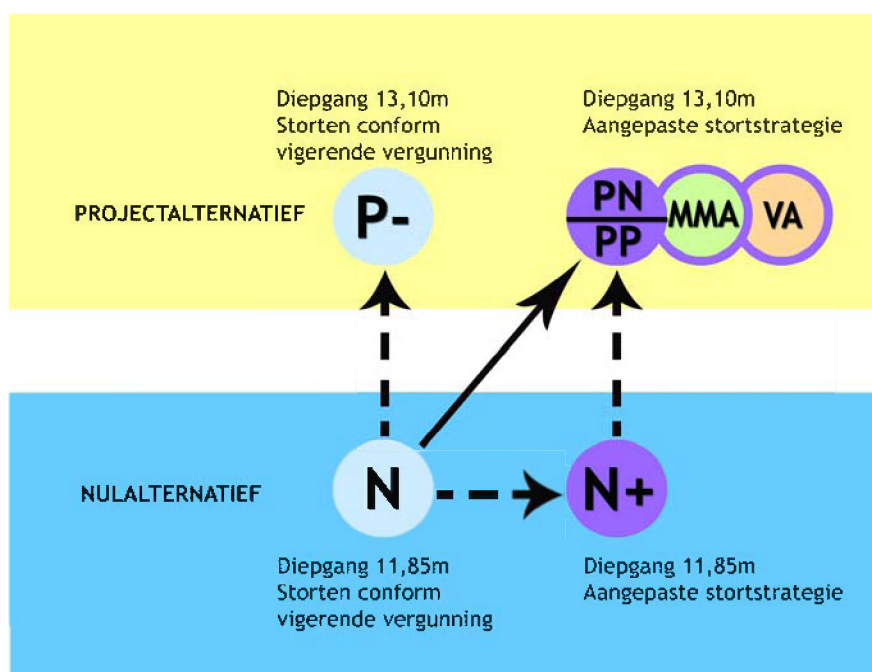 Diepgang 13,10m
Storten conform
vigerende vergunning
Diepgang 13,10m
Aangepaste stortstrategie
PROJECTALTERNATIEF
P-
PN
PP
MMA
VA
NULALTERNATIEF
N
N+
Diepgang 11,85m
Storten conform
vigerende vergunning
Diepgang 11,85m
Aangepaste stortstrategie